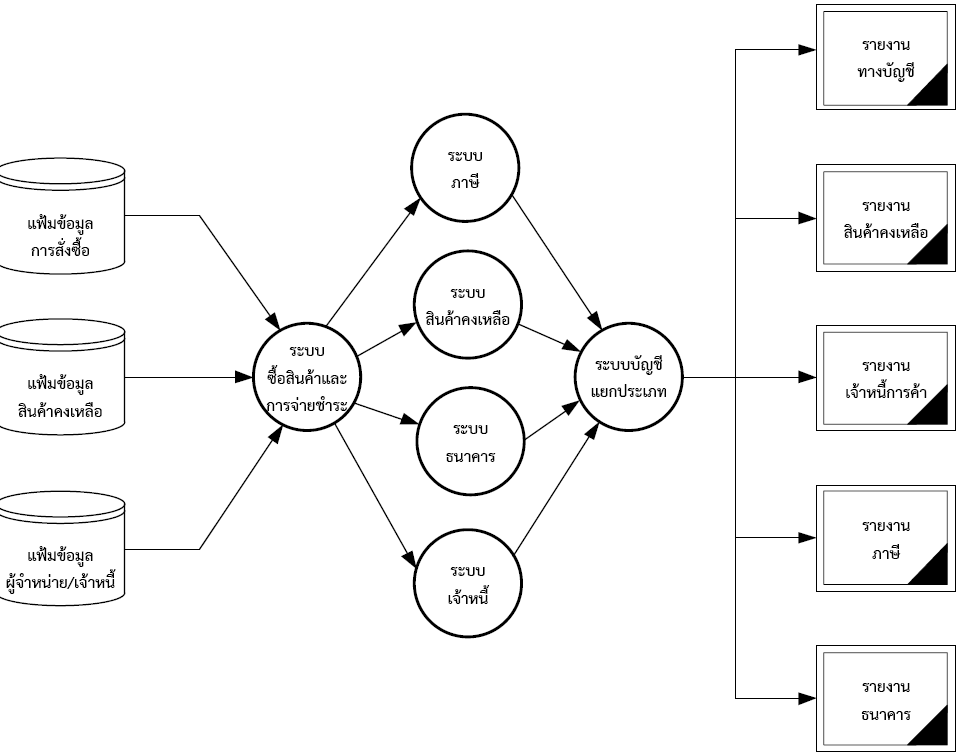 แฟ้มข้อมูล
การสั่งซื้อ
แฟ้มข้อมูล
สินค้าคงเหลือ
แฟ้มข้อมูล
ผู้จำหน่าย/เจ้าหนี้
ระบบ
ซื้อสินค้าและ
การจ่ายชำระ
ระบบ
ภาษี
ระบบ
สินค้าคงเหลือ
ระบบ
ธนาคาร
ระบบ
เจ้าหนี้
ระบบบัญชี
แยกประเภท
รายงาน
ทางบัญชี
รายงาน
สินค้าคงเหลือ
รายงาน
เจ้าหนี้การค้า
รายงาน
ภาษี
รายงาน
ธนาคาร